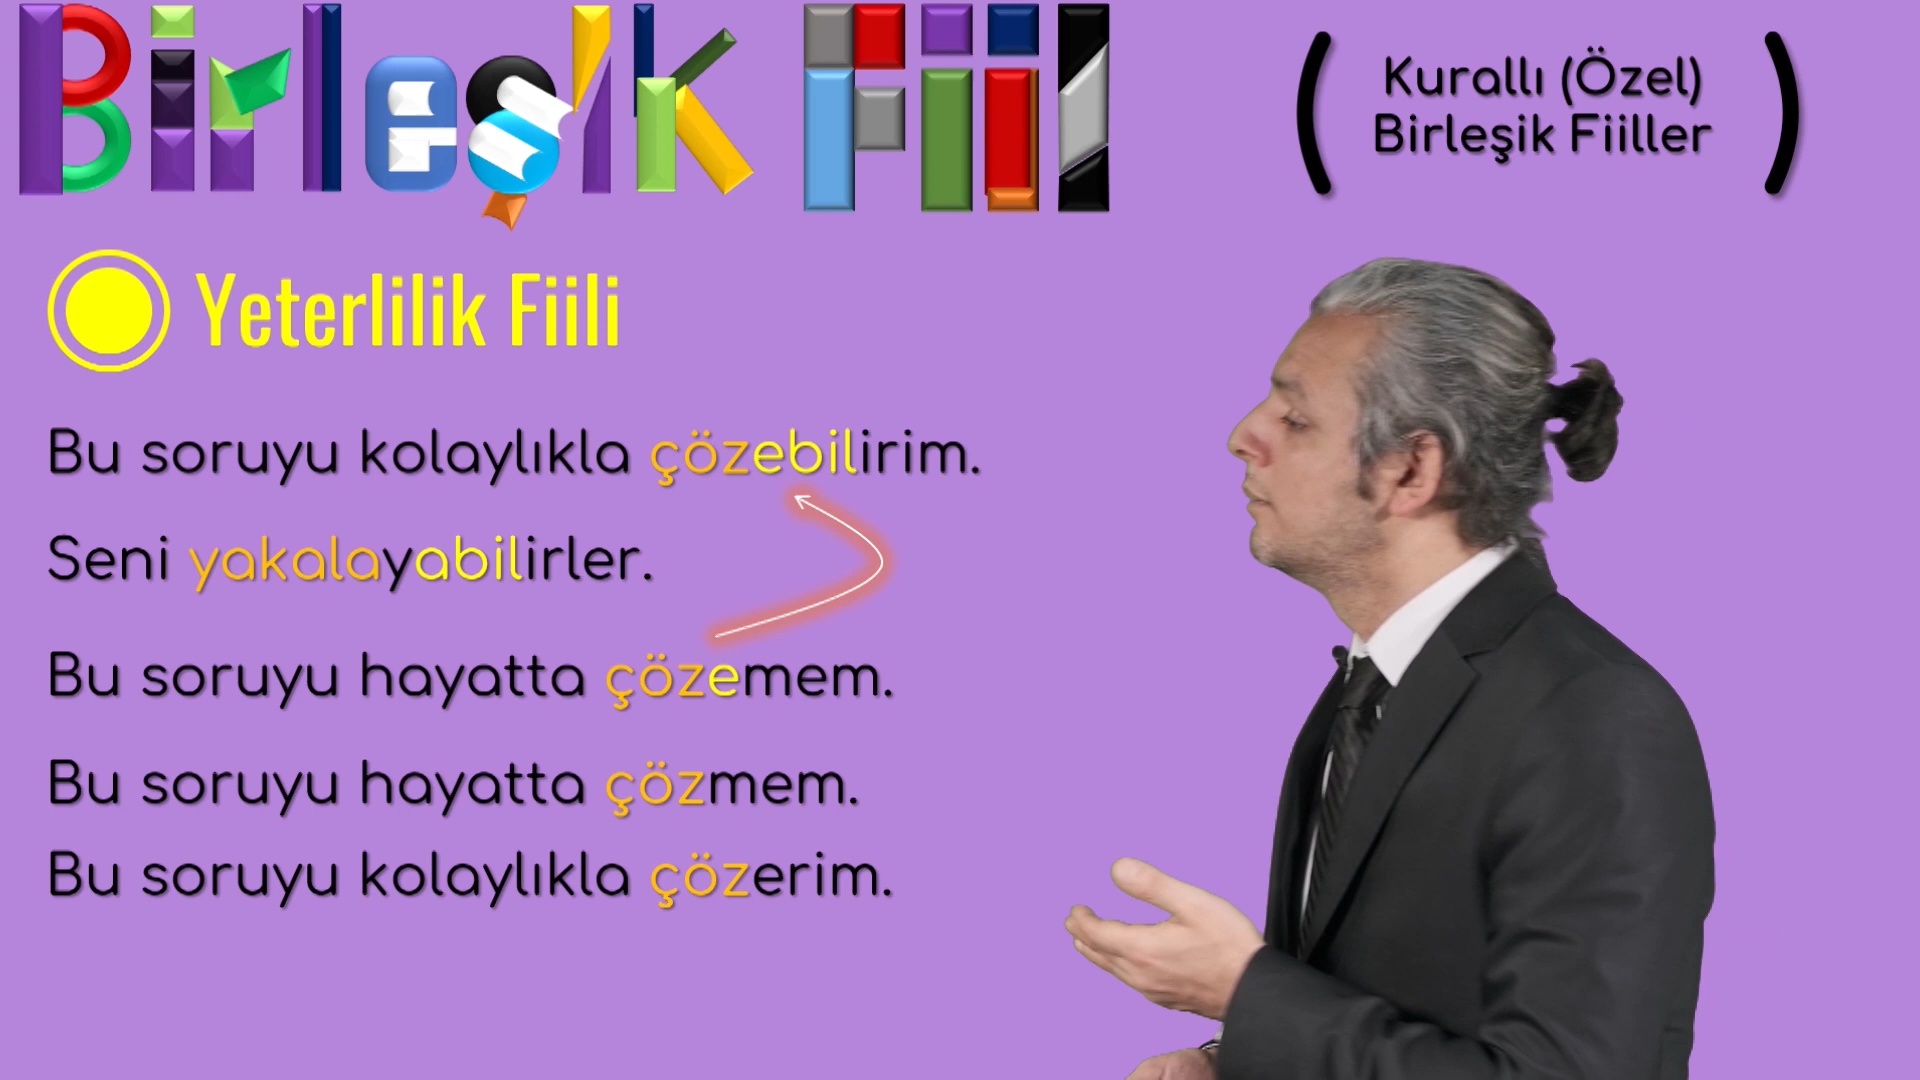 Birleşik Fiil
( Kurallı (Özel)
Birleşik Fiiller )
Yeterlilik Fiili
Bu soruyu kolaylıkla çözebilirim.
Seni yakalayabilirler.
Bu soruyu hayatta çözemem.
Bu soruyu hayatta çözmem.
Bu soruyu kolaylıkla çözerim.